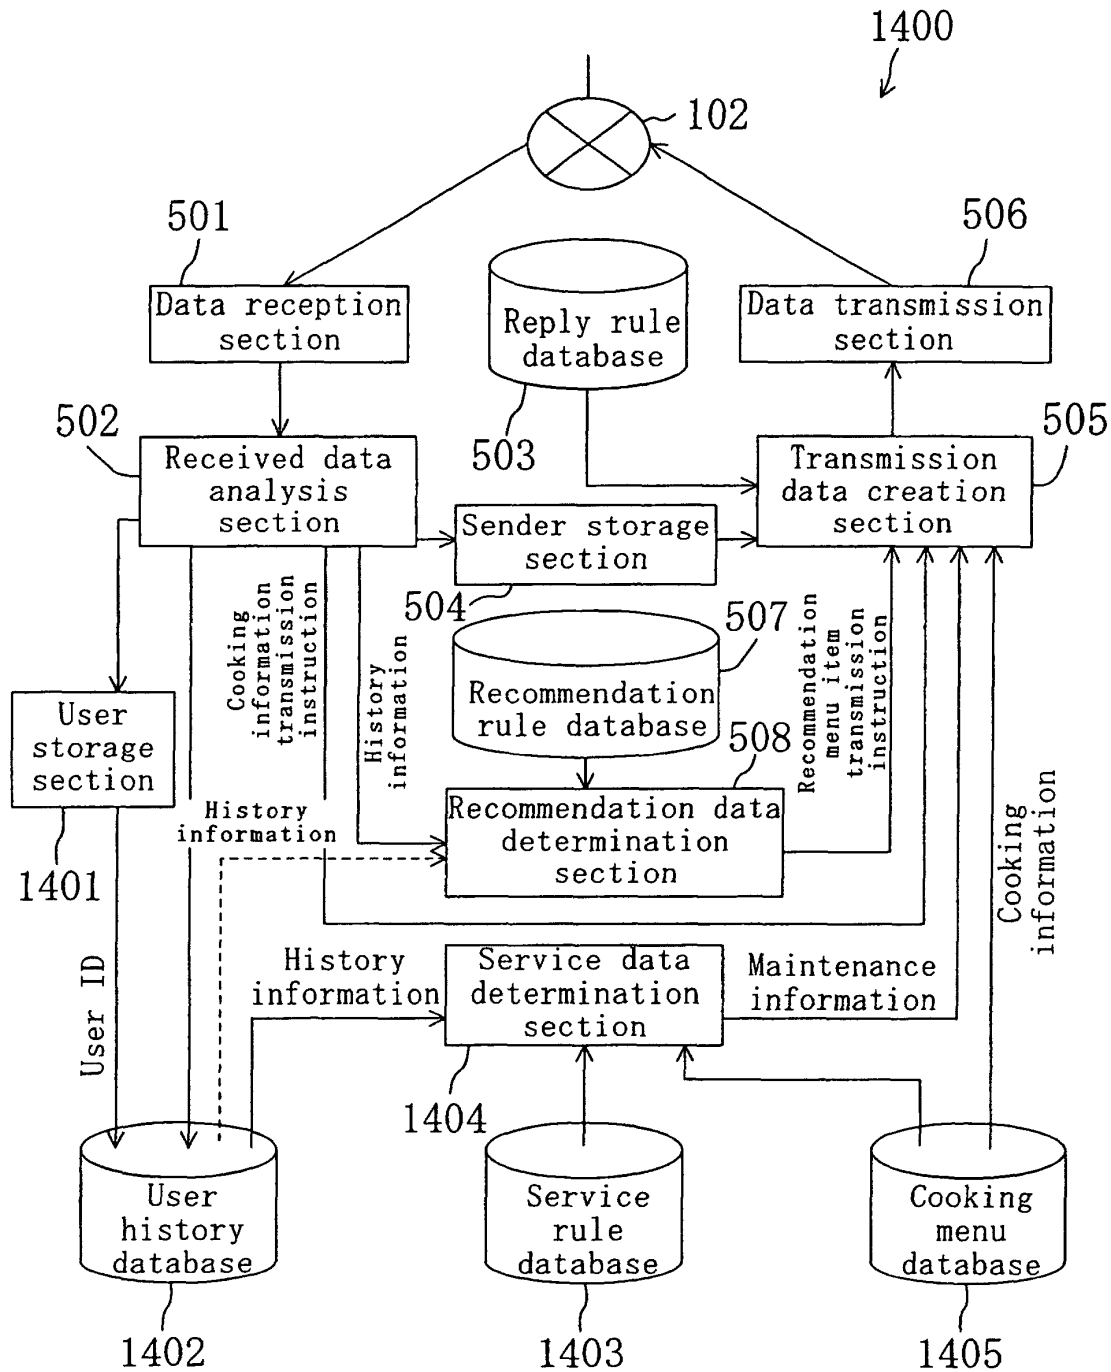 1400
102
501
506
Data reception
section
Reply rule
database
Data transmission
section
502
503
505
Received data
analysis
section
Transmission
data creation
section
Sender storage
section
504
507
Cooking
information
transmission
instruction
History
information
Recommendation
menu item
transmission
instruction
Recommendation
rule database
508
User
storage
section
1401
History
information
Recommendation data
determination
section
Cooking
information
User ID
History
information
Service data
determination
section
Maintenance
information
1404
User
history
database
Service
rule
database
Cooking
menu
database
1402
1403
1405